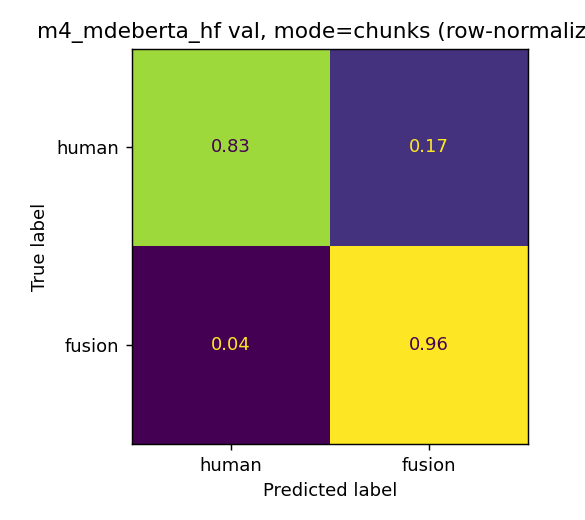 m4_mdeberta_hf val, mode=chunks (row-normaliz
human
0.83
0.17
True label
fusion
0.04
0.96
human
fusion
Predicted label